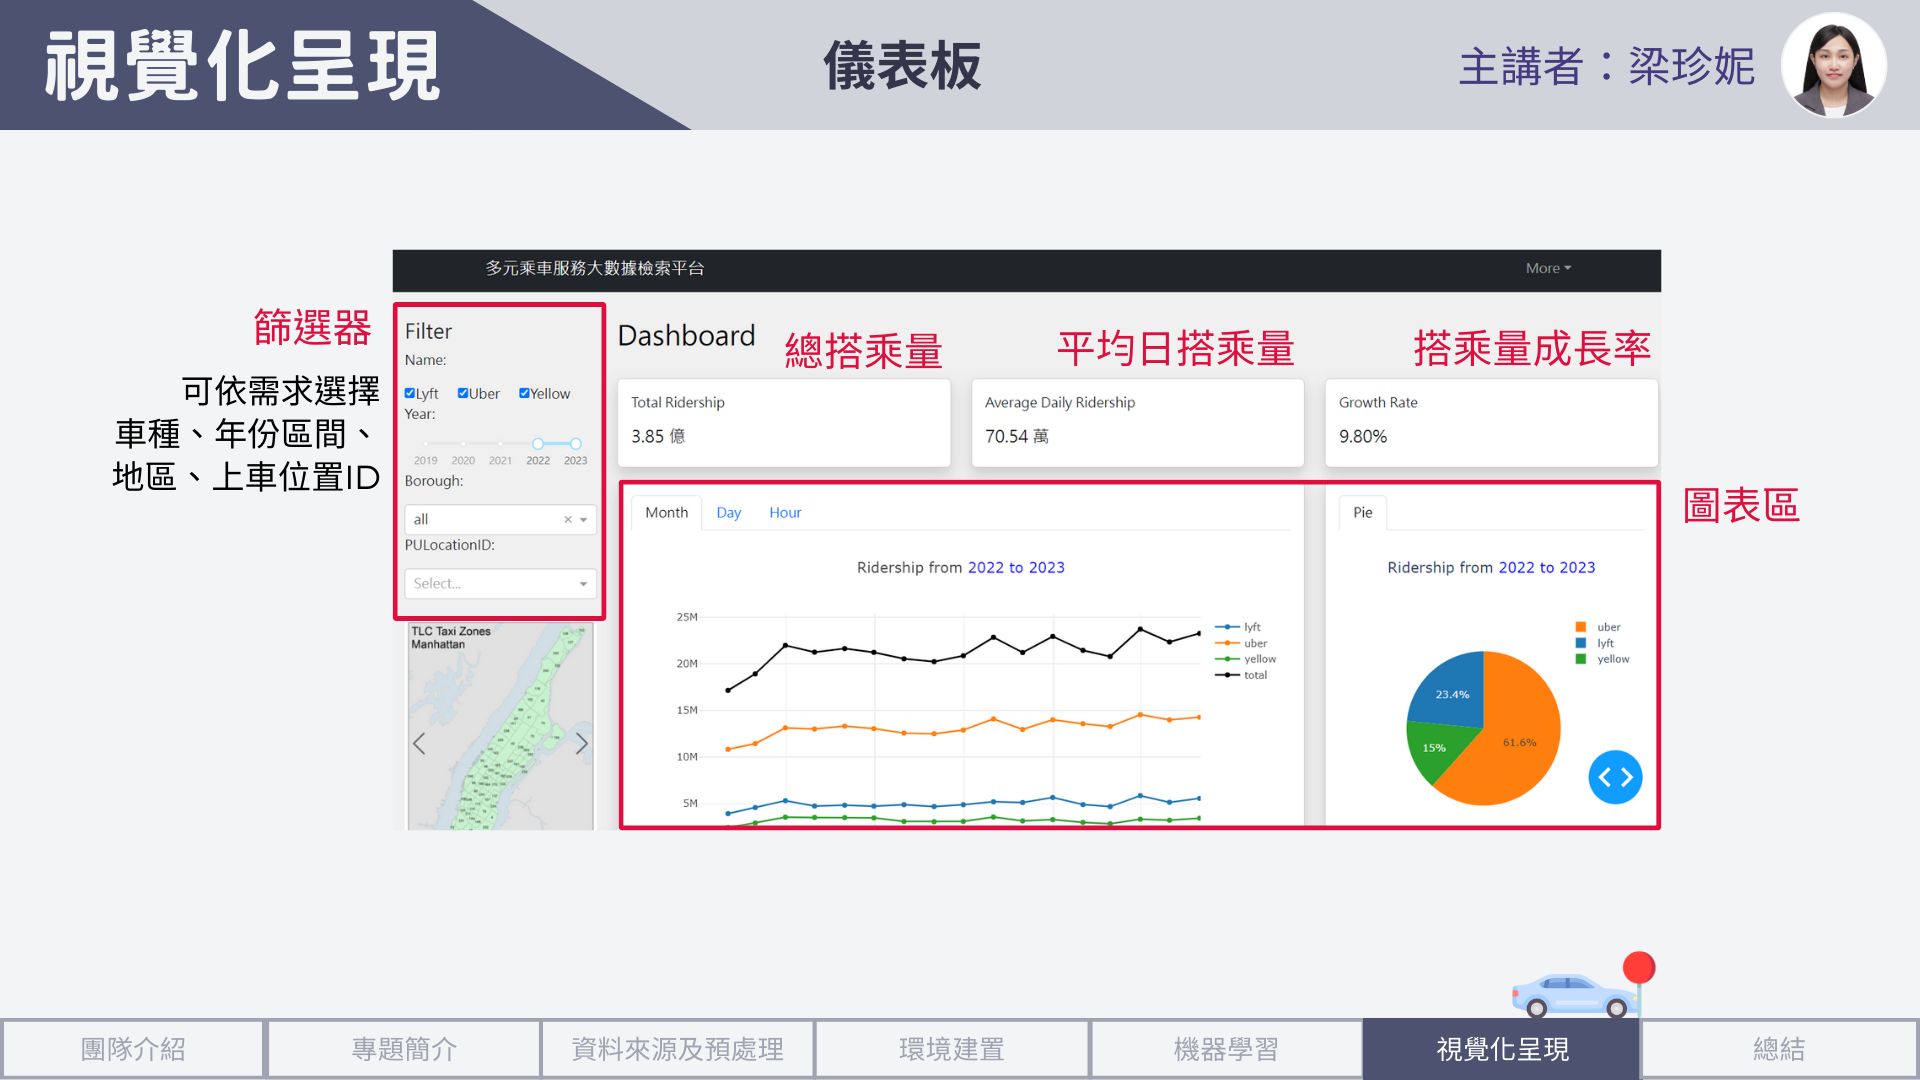 視覺化呈現
儀表板
主講者：梁珍妮
多元乘車服務大數據檢索平台
More
篩選器
可依需求選擇
車種、年份區間、
地區、上車位置ID
Filter
Name:
Lyft Uber Yellow
Year:
2019 2020 2021 2022 2023
Borough:
all
PULocationID:
Select...
TLC Taxi Zones
Manhattan
Dashboard
總搭乘量
平均日搭乘量
搭乘量成長率
Total Ridership
3.85 億
Average Daily Ridership
70.54 萬
Growth Rate
9.80%
圖表區
Month Day Hour
Ridership from 2022 to 2023
25M
20M
15M
10M
5M
lyft
uber
yellow
total
Pie
Ridership from 2022 to 2023
uber
lyft
yellow
23.4%
15%
61.6%
團隊介紹
專題簡介
資料來源及預處理
環境建置
機器學習
視覺化呈現
總結